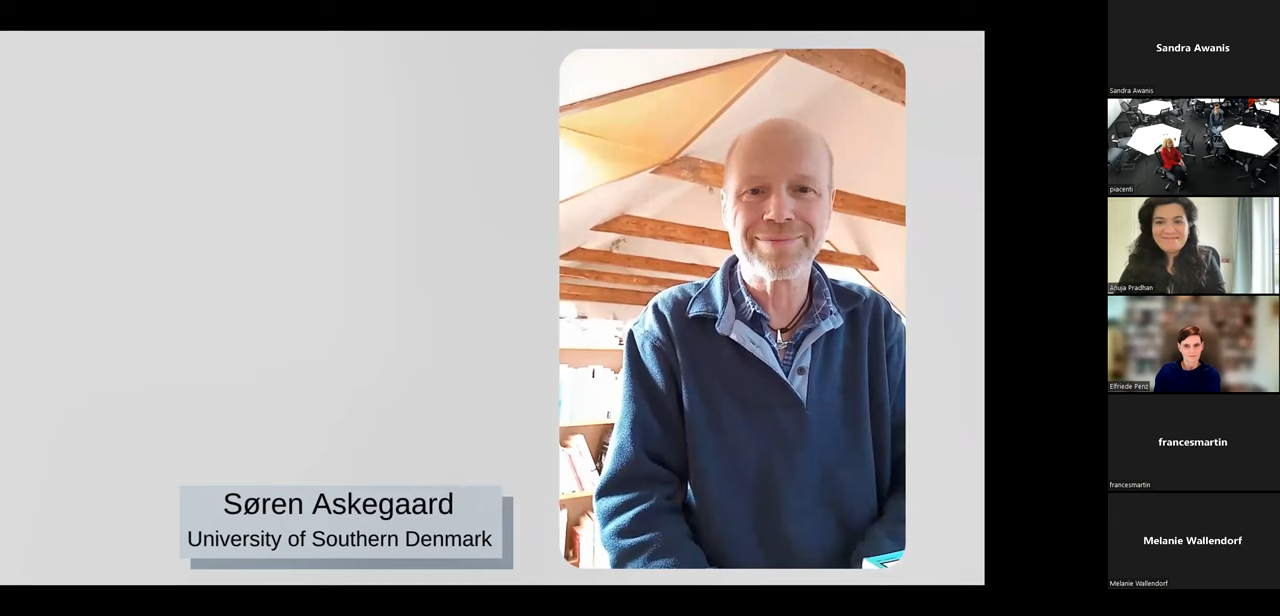 Søren Askegaard
University of Southern Denmark
Sandra Awanis
Sandra Awanis
piacenti
Anuja Pradhan
Elfriede Penz
francesmartin
francesmartin
Melanie Wallendorf
Melanie Wallendorf